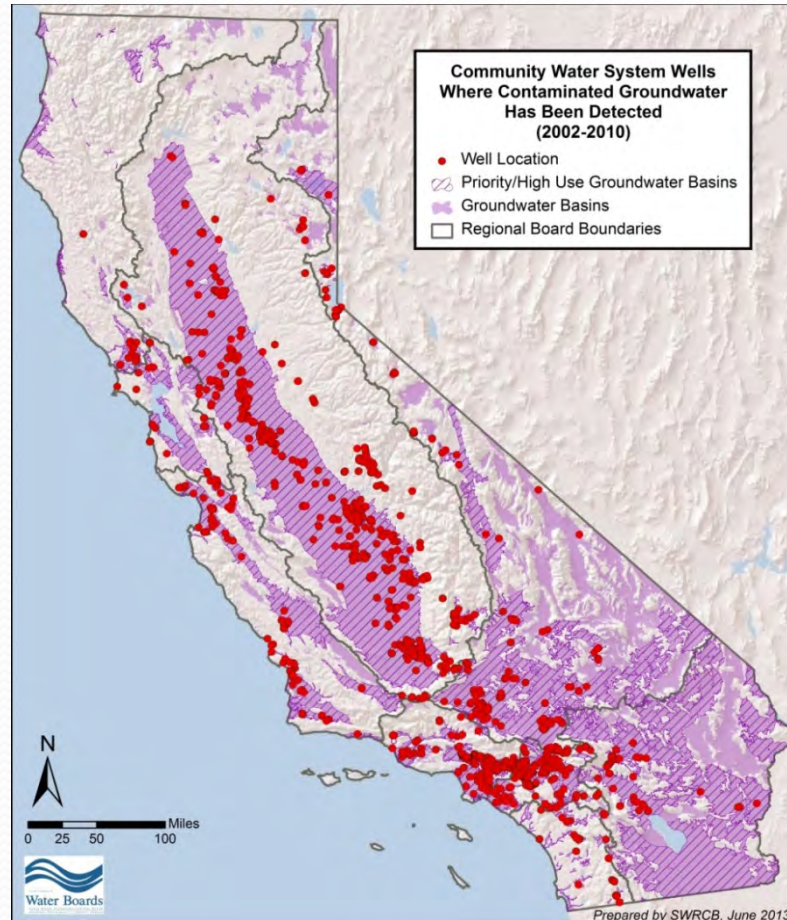 Community Water System Wells
Where Contaminated Groundwater
Has Been Detected
(2002-2010)
Well Location
Priority/High Use Groundwater Basins
Groundwater Basins
Regional Board Boundaries
N
Miles
0 25 50 100
Water Boards
Prepared by SWRCB, June 2013